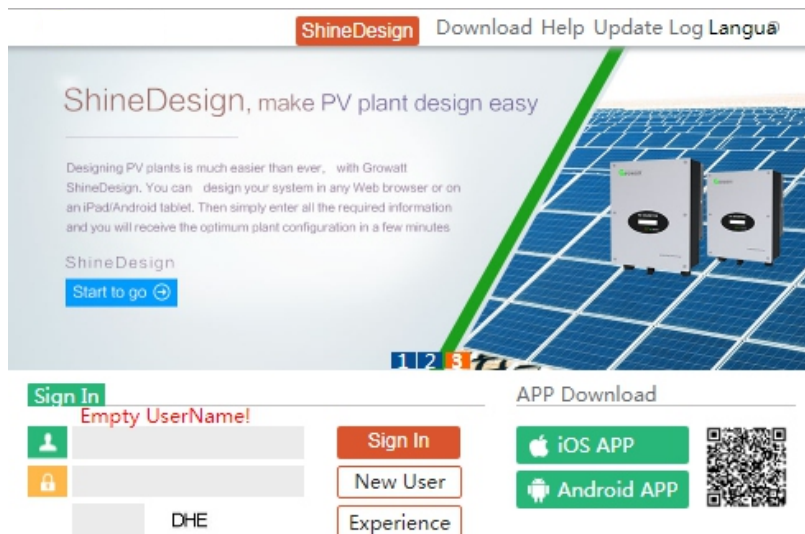 ShineDesign Download Help Update Log Langua
ShineDesign, make PV plant design easy
Designing PV plants is much easier than ever, with Growatt
ShineDesign. You can design your system in any Web browser or on
an iPad/Android tablet. Then simply enter all the required information
and you will receive the optimum plant configuration in a few minutes
ShineDesign
Start to go
Growatt
Growatt
1 2 3
Sign In
Empty UserName!
Sign In
New User
DHE
Experience
APP Download
iOS APP
Android APP